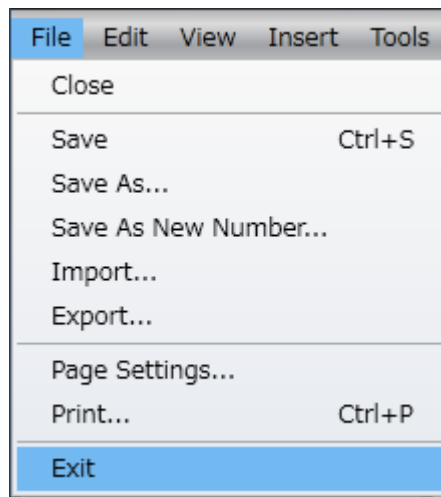 File Edit View Insert Tools
Close
Save Ctrl+S
Save As...
Save As New Number...
Import...
Export...
Page Settings...
Print... Ctrl+P
Exit